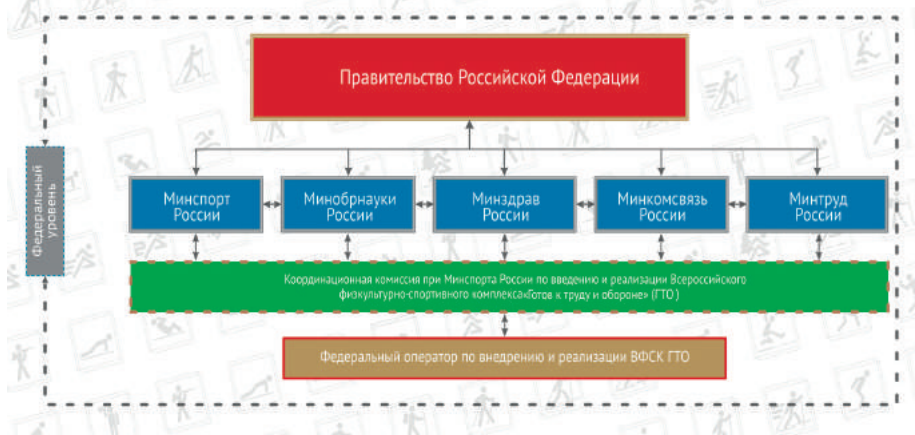 Правительство Российской Федерации
Федеральный
уровень
Минспорт
России
Минобрнауки
России
Минздрав
России
Минкомсвязь
России
Минтруд
России
Координационная комиссия при Минспорта России по введению и реализации Всероссийского
физкультурно-спортивного комплекса«Готов к труду и обороне» (ГТО )
Федеральный оператор по внедрению и реализации ВФСК ГТО